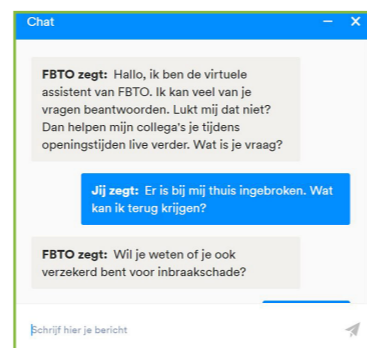 Chat
FBTO zegt: Hallo, ik ben de virtuele
assistent van FBTO. Ik kan veel van je
vragen beantwoorden. Lukt mij dat niet?
Dan helpen mijn collega's je tijdens
openingstijden live verder. Wat is je vraag?
Jij zegt: Er is bij mij thuis ingebroken. Wat
kan ik terug krijgen?
FBTO zegt: Wil je weten of je ook
verzekerd bent voor inbraakschade?
Schrijf hier je bericht